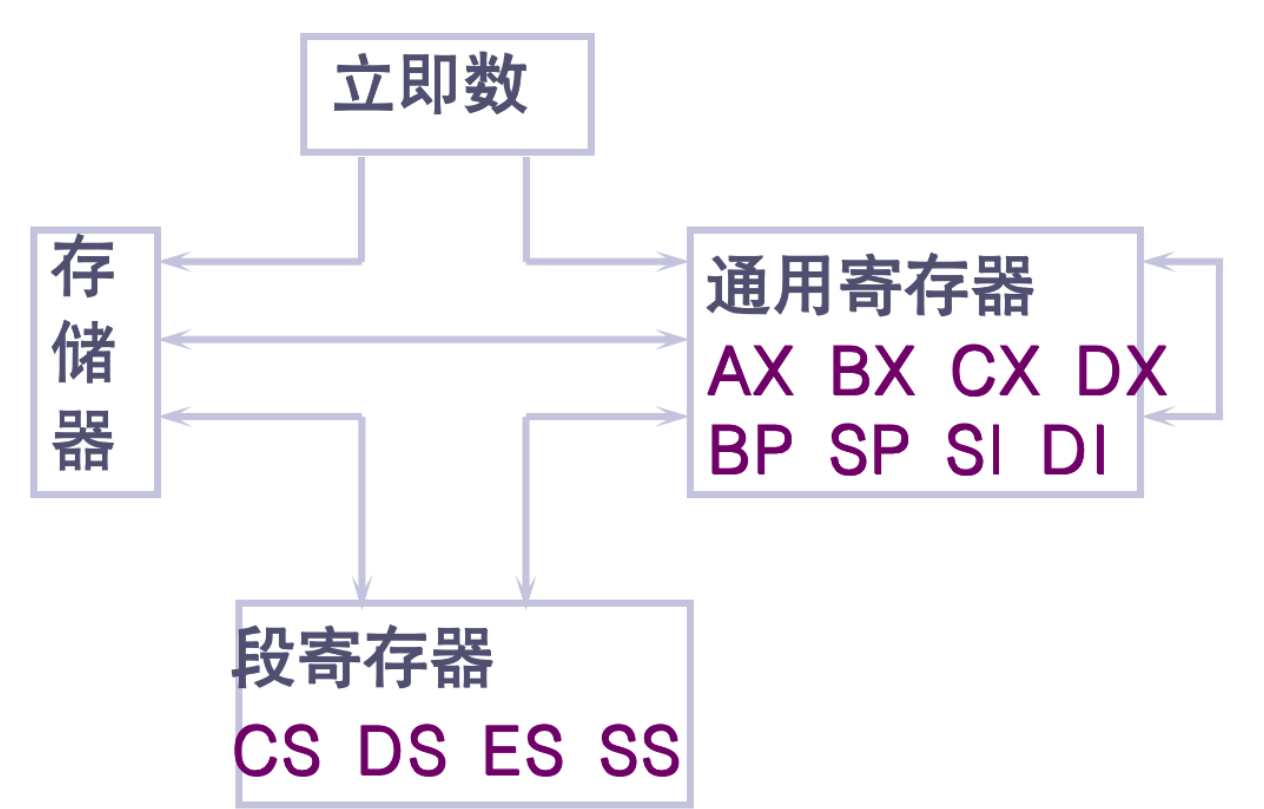 立即数
存
储
器
通用寄存器
AX BX CX DX
BP SP SI DI
段寄存器
CS DS ES SS